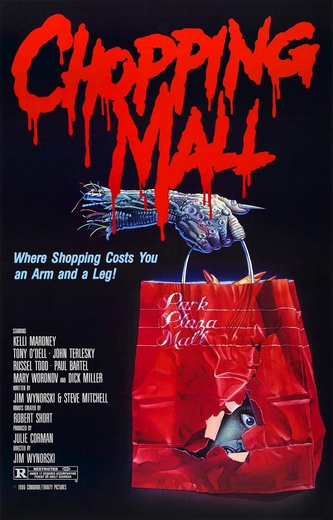 CHOPPING
MALL
Where Shopping Costs You
an Arm and a Leg!
Park
Plaza
Mall
STARRING
KELLI MARONEY
TONY O'DELL · JOHN TERLESKY
RUSSEL TODD · PAUL BARTEL
MARY WORONOV AND DICK MILLER
WRITTEN BY
JIM WYNORSKI & STEVE MITCHELL
ROBOTS CREATED BY
ROBERT SHORT
PRODUCED BY
JULIE CORMAN
DIRECTED BY
JIM WYNORSKI
R RESTRICTED